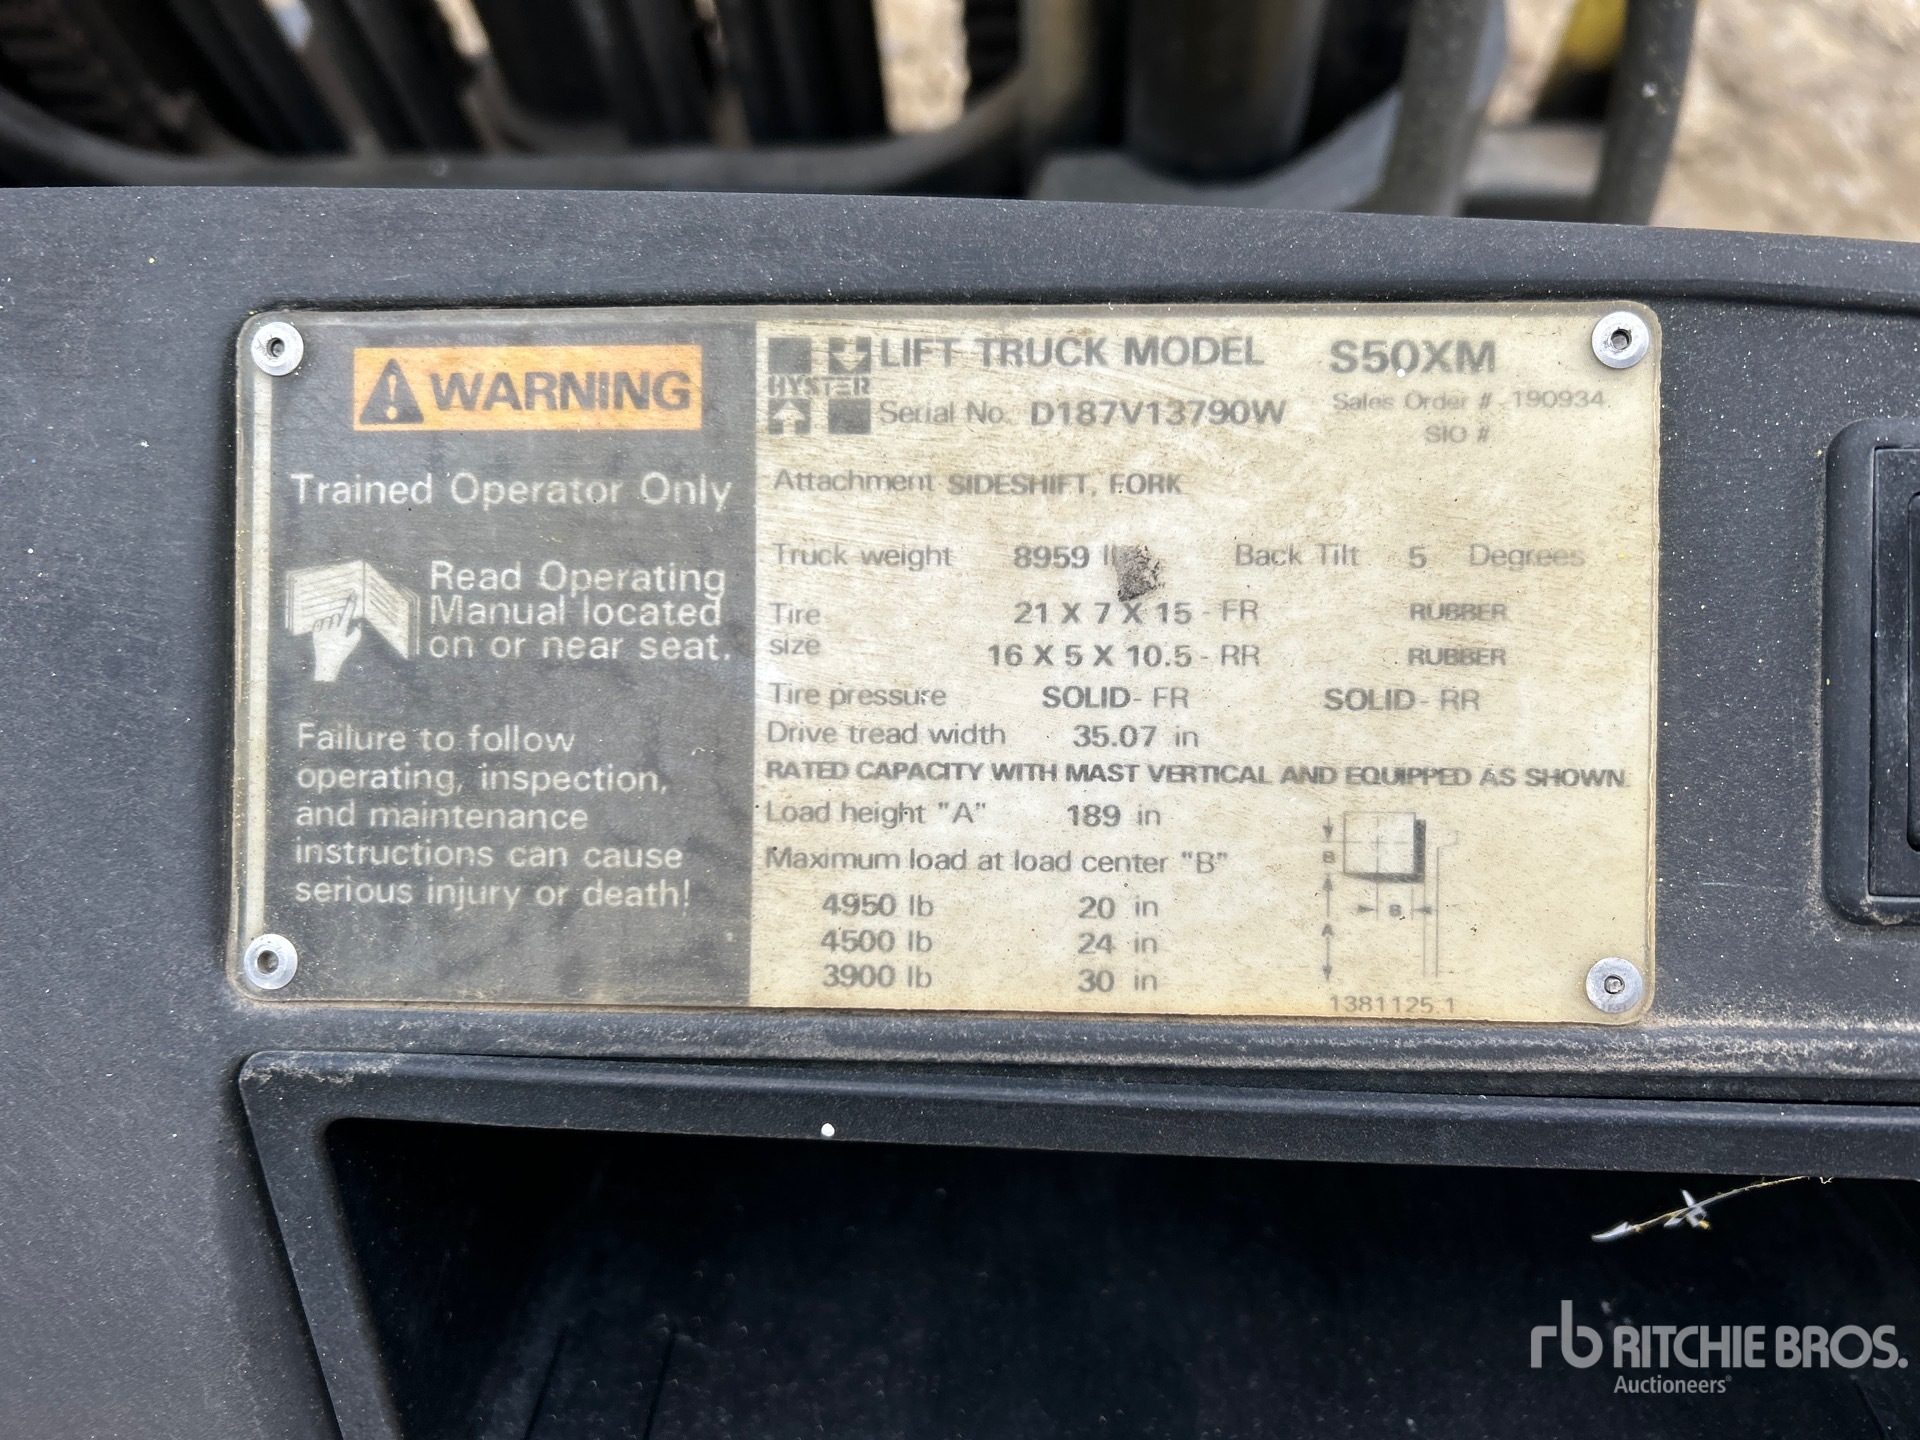 WARNING
Trained Operator Only
Read Operating
Manual located
on or near seat.
Failure to follow
operating, inspection,
and maintenance
instructions can cause
serious injury or death!
HYSTER
LIFT TRUCK MODEL S50XM
Serial No. D187V13790W
Sales Order # 190934
SIO #
Attachment SIDESHIFT, FORK
Truck weight 8959 Back Tilt 5 Degrees
Tire 21 X 7 X 15 - FR RUBBER
size 16 X 5 X 10.5 - RR RUBBER
Tire pressure SOLID - FR SOLID - RR
Drive tread width 35.07 in
RATED CAPACITY WITH MAST VERTICAL AND EQUIPPED AS SHOWN.
Load height "A" 189 in
Maximum load at load center "B"
4950 lb 20 in
4500 lb 24 in
3900 lb 30 in
B
B
A
1381125.1
rb RITCHIE BROS.
Auctioneers